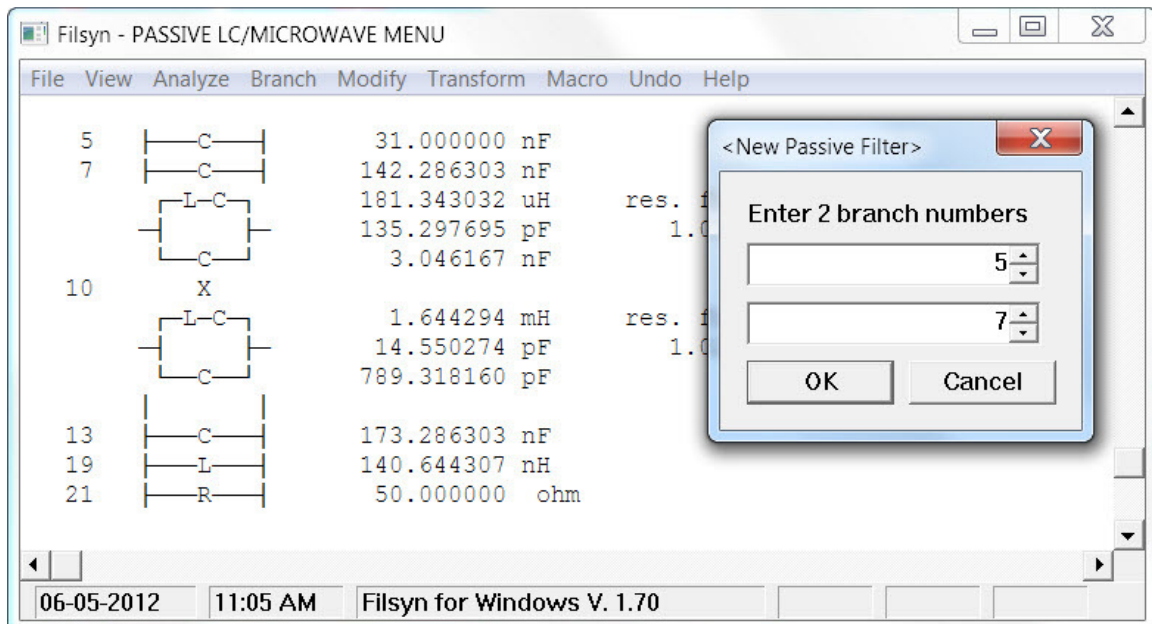 Filsyn - PASSIVE LC/MICROWAVE MENU
File View Analyze Branch Modify Transform Macro Undo Help
5 C 31.000000 nF
7 C 142.286303 nF
L-C 181.343032 uH res. f
135.297695 pF 1.0
C 3.046167 nF
10 X
L-C 1.644294 mH res. f
14.550274 pF 1.0
C 789.318160 pF
13 C 173.286303 nF
19 L 140.644307 nH
21 R 50.000000 ohm
<New Passive Filter>
Enter 2 branch numbers
5
7
OK Cancel
06-05-2012 11:05 AM Filsyn for Windows V. 1.70